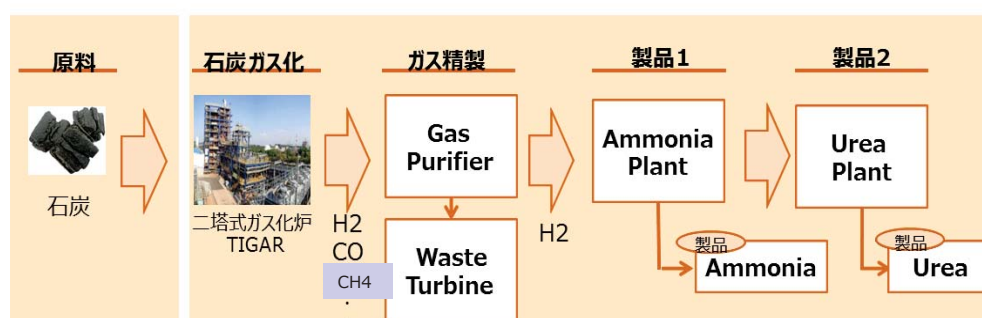 原料
石炭ガス化
ガス精製
製品1
製品2
石炭
二塔式ガス化炉
TIGAR
H2
CO
CH4
.
Gas
Purifier
Waste
Turbine
H2
Ammonia
Plant
製品
Ammonia
Urea
Plant
製品
Urea